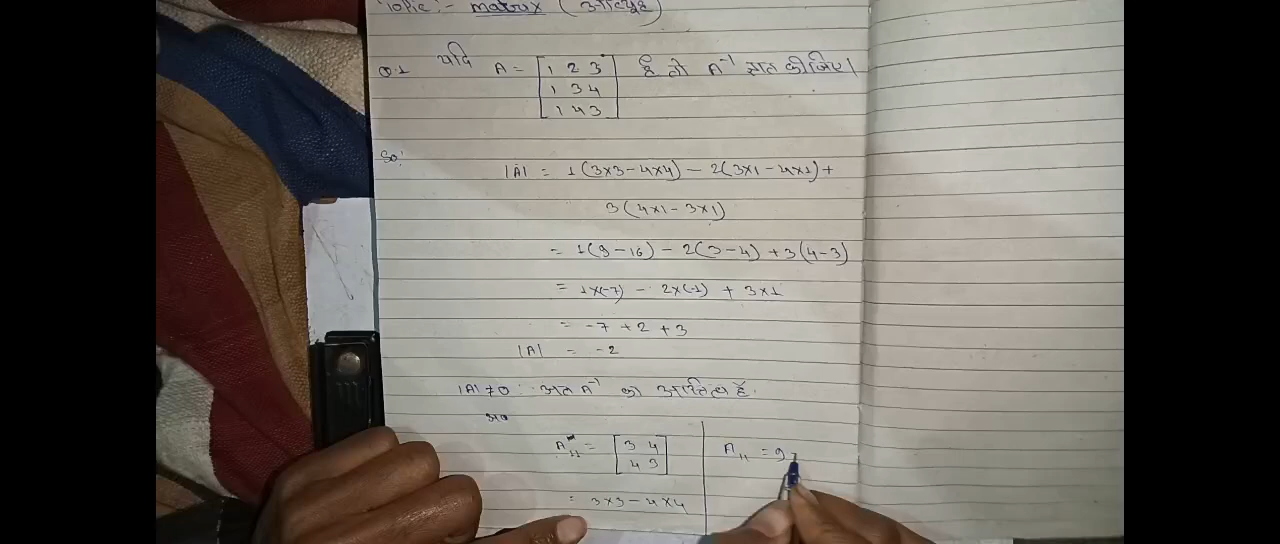 Topic:- matrix (आव्यूह)
Q.1 यदि A = [1 2 3 है तो A⁻¹ ज्ञात कीजिए।
1 3 4
1 4 3]
So:
|A| = 1(3×3-4×4) - 2(3×1-4×1) +
3(4×1-3×1)
= 1(9-16) - 2(3-4) + 3(4-3)
= 1×(-7) - 2×(-1) + 3×1
= -7 +2 +3
|A| = -2
|A| ≠ 0: अत A⁻¹ का अस्तित्व है.
अब
A₁₁ = [3 4
4 3]
= 3×3-4×4
A₁₁ = 9-